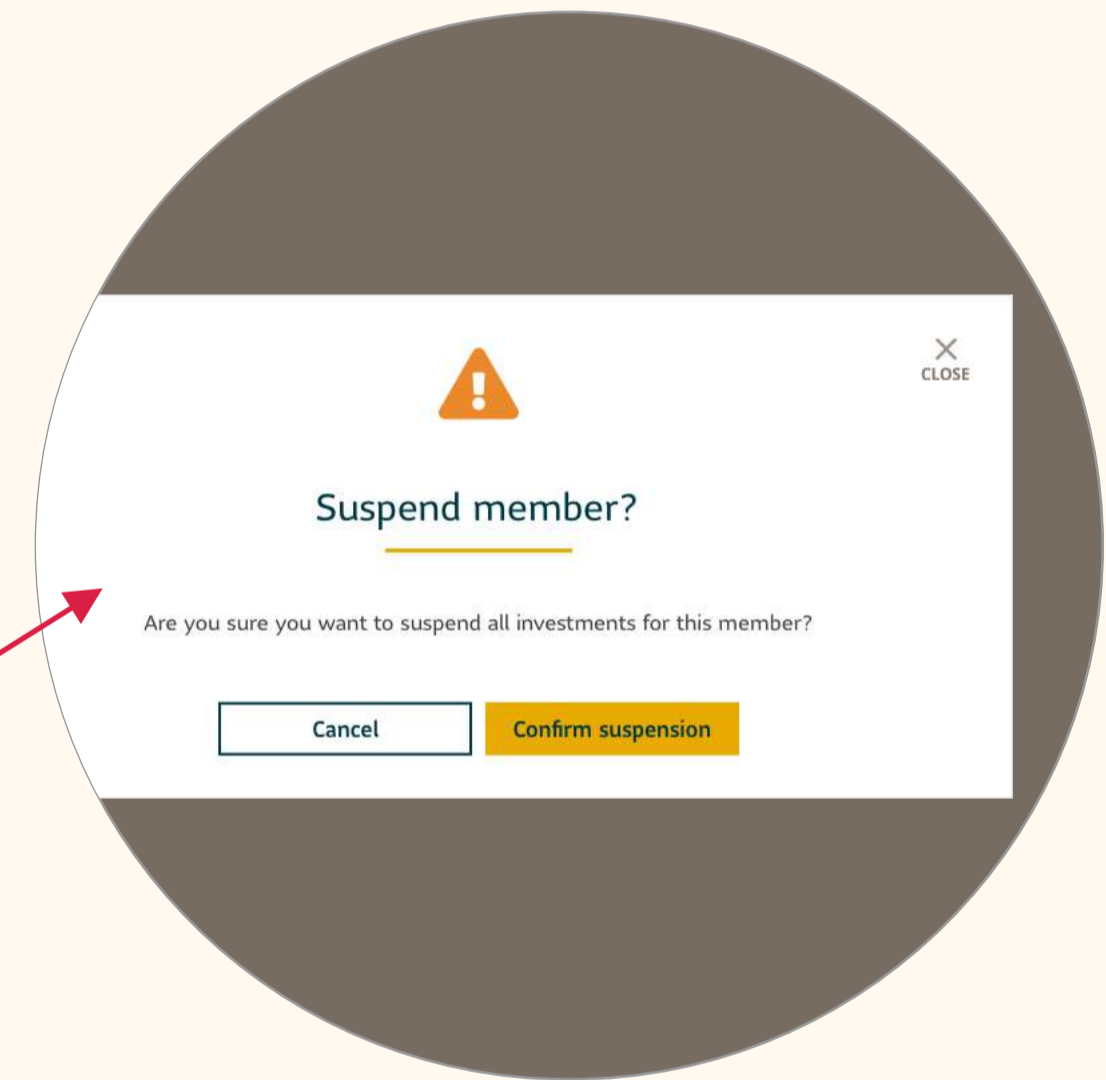 CLOSE
Suspend member?
Are you sure you want to suspend all investments for this member?
Cancel
Confirm suspension